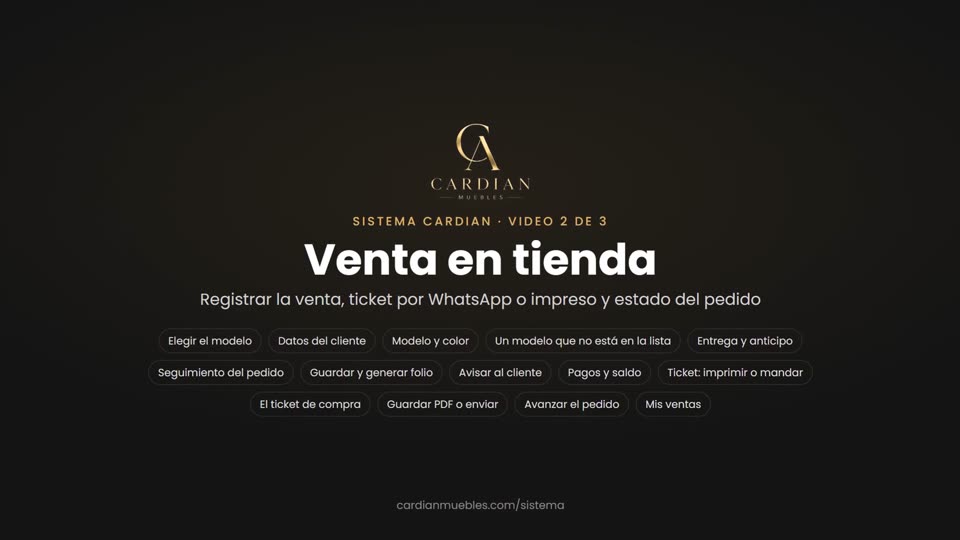 CA
CARDIAN
MUEBLES
SISTEMA CARDIAN · VIDEO 2 DE 3
Venta en tienda
Registrar la venta, ticket por WhatsApp o impreso y estado del pedido
Elegir el modelo Datos del cliente Modelo y color Un modelo que no está en la lista Entrega y anticipo
Seguimiento del pedido Guardar y generar folio Avisar al cliente Pagos y saldo Ticket: imprimir o mandar
El ticket de compra Guardar PDF o enviar Avanzar el pedido Mis ventas
cardianmuebles.com/sistema